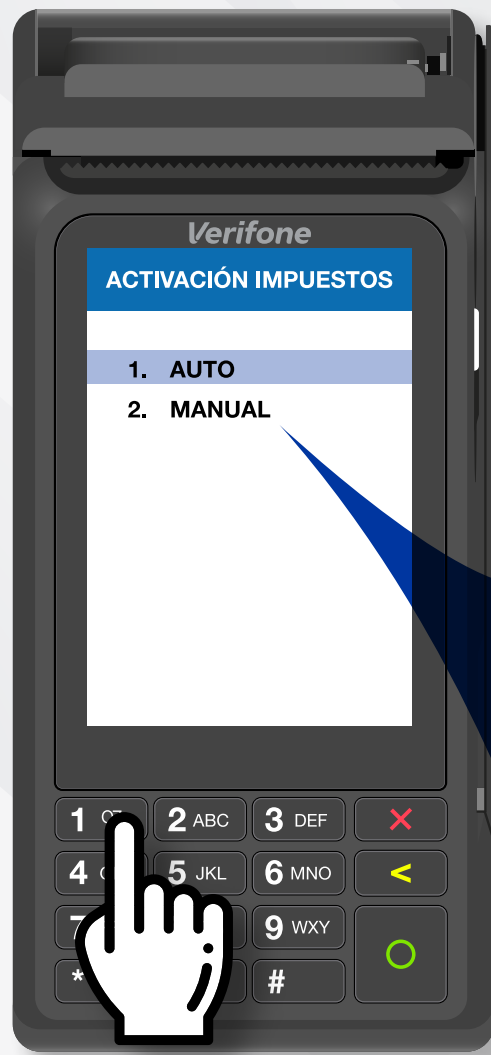 Verifone
ACTIVACIÓN IMPUESTOS
1. AUTO
2. MANUAL
1
2 ABC
3 DEF
4
5 JKL
6 MNO
9 WXY
*
#